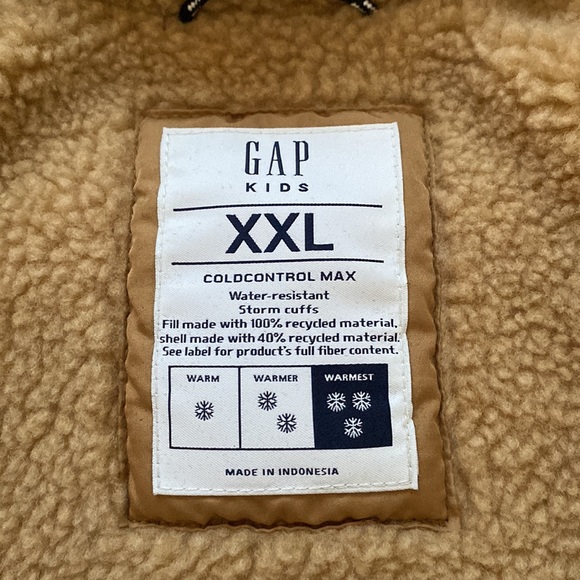 GAP
KIDS
XXL
COLDCONTROL MAX
Water-resistant
Storm cuffs
Fill made with 100% recycled material,
shell made with 40% recycled material.
See label for product's full fiber content.
WARM WARMER WARMEST
MADE IN INDONESIA